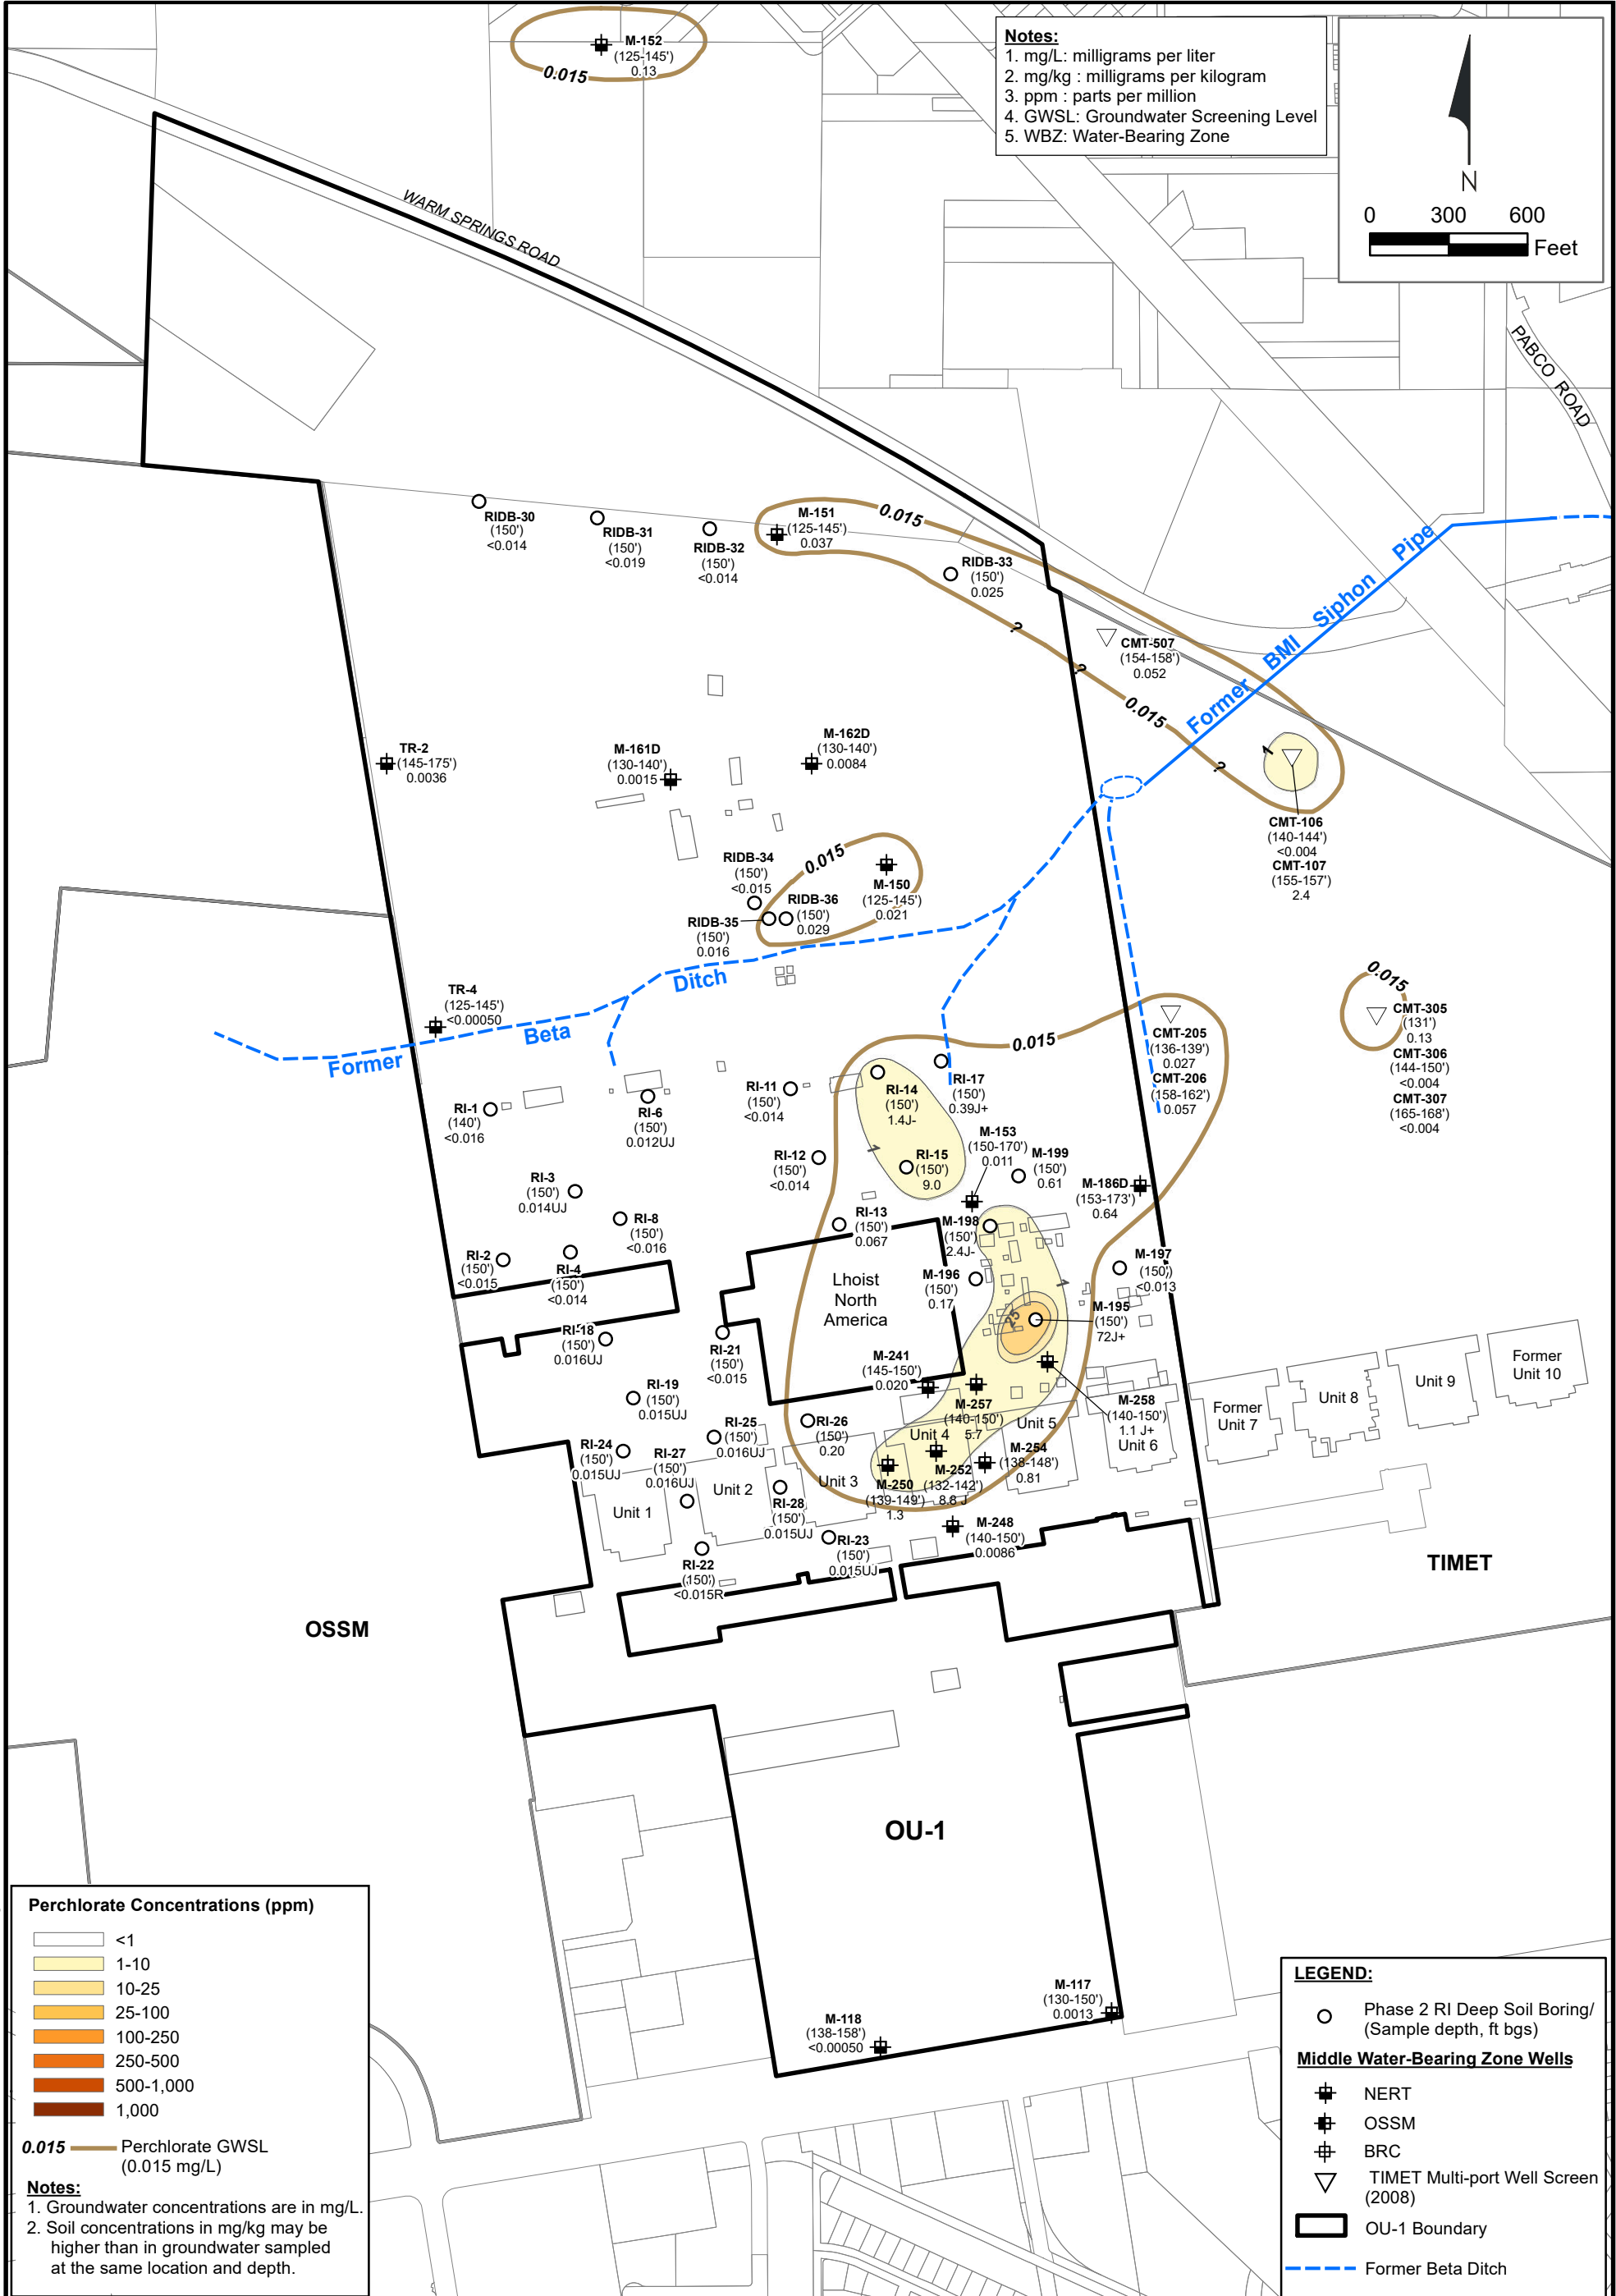 M-152
(125-145')
0.13
0.015
Notes:
1. mg/L: milligrams per liter
2. mg/kg : milligrams per kilogram
3. ppm : parts per million
4. GWSL: Groundwater Screening Level
5. WBZ: Water-Bearing Zone
N
0 300 600
Feet
WARM SPRINGS ROAD
PABCO ROAD
RIDB-30
(150')
<0.014
RIDB-31
(150')
<0.019
RIDB-32
(150')
<0.014
M-151
(125-145')
0.037
0.015
RIDB-33
(150')
0.025
?
?
CMT-507
(154-158')
0.052
0.015
?
Former BMI Siphon Pipe
1
CMT-106
(140-144')
<0.004
CMT-107
(155-157')
2.4
TR-2
(145-175')
0.0036
M-161D
(130-140')
0.0015
M-162D
(130-140')
0.0084
RIDB-34
(150')
<0.015
0.015
M-150
(125-145')
0.021
RIDB-36
(150')
0.029
RIDB-35
(150')
0.016
TR-4
(125-145')
<0.00050
Former Beta Ditch
0.015
CMT-205
(136-139')
0.027
CMT-206
(158-162')
0.057
0.015
CMT-305
(131')
0.13
CMT-306
(144-150')
<0.004
CMT-307
(165-168')
<0.004
RI-1
(140')
<0.016
RI-6
(150')
0.012UJ
RI-11
(150')
<0.014
RI-14
(150')
1.4J-
RI-17
(150')
0.39J+
1
RI-12
(150')
<0.014
RI-15
(150')
9.0
M-153
(150-170')
0.011
M-199
(150')
0.61
M-186D
(153-173')
0.64
RI-3
(150')
0.014UJ
RI-8
(150')
<0.016
RI-13
(150')
0.067
M-198
(150')
2.4J-
RI-2
(150')
<0.015
RI-4
(150')
<0.014
Lhoist
North
America
M-196
(150')
0.17
1
M-197
(150')
<0.013
25
M-195
(150')
72J+
RI-18
(150')
0.016UJ
RI-21
(150')
<0.015
M-241
(145-150')
0.020
RI-19
(150')
0.015UJ
M-257
(140-150')
5.7
M-258
(140-150')
1.1 J+
RI-25
(150')
0.016UJ
RI-26
(150')
0.20
RI-24
(150')
0.015UJ
RI-27
(150')
0.016UJ
M-254
(138-148')
0.81
M-252
(132-142')
8.8 J
M-250
(139-149')
1.3
RI-28
(150')
0.015UJ
RI-23
(150')
0.015UJ
RI-22
(150')
<0.015R
M-248
(140-150')
0.0086
Unit 1
Unit 2
Unit 3
Unit 4
Unit 5
Unit 6
Former
Unit 7
Unit 8
Unit 9
Former
Unit 10
OSSM
TIMET
OU-1
M-118
(138-158')
<0.00050
M-117
(130-150')
0.0013
Perchlorate Concentrations (ppm)
<1
1-10
10-25
25-100
100-250
250-500
500-1,000
1,000
0.015 Perchlorate GWSL
(0.015 mg/L)
Notes:
1. Groundwater concentrations are in mg/L.
2. Soil concentrations in mg/kg may be
higher than in groundwater sampled
at the same location and depth.
LEGEND:
Phase 2 RI Deep Soil Boring/
(Sample depth, ft bgs)
Middle Water-Bearing Zone Wells
NERT
OSSM
BRC
TIMET Multi-port Well Screen
(2008)
OU-1 Boundary
Former Beta Ditch